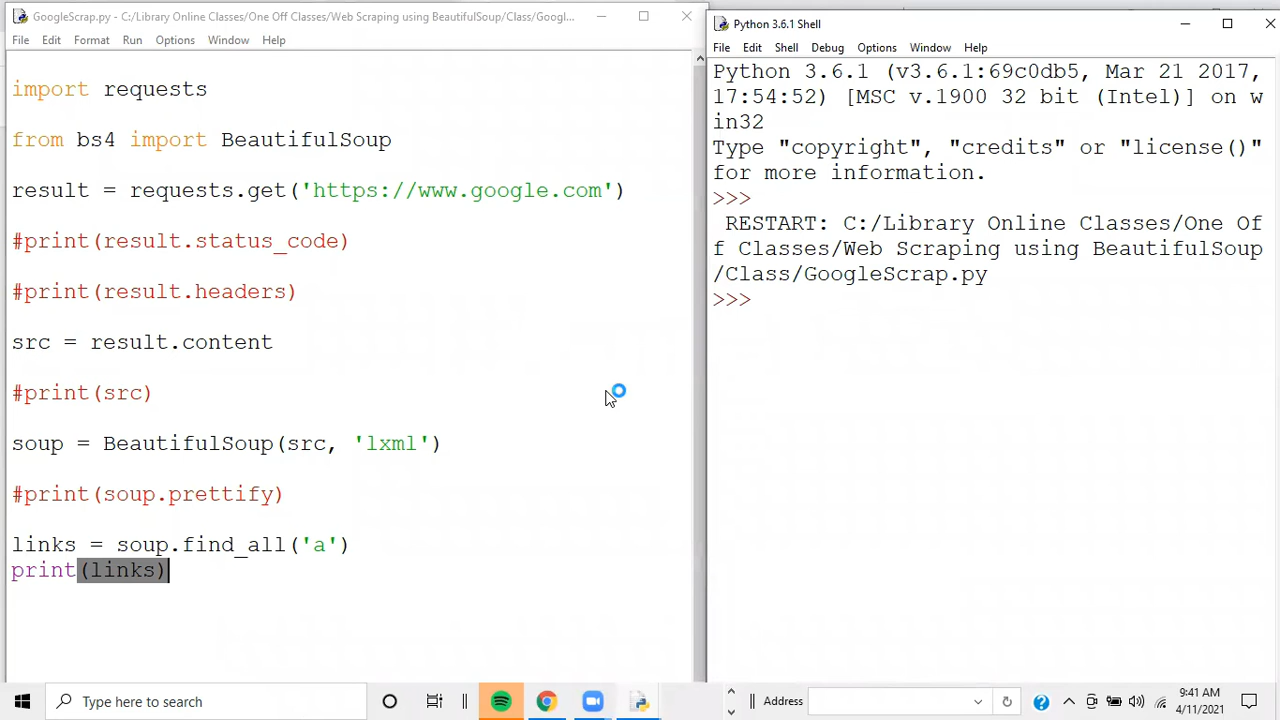 GoogleScrap.py - C:/Library Online Classes/One Off Classes/Web Scraping using BeautifulSoup/Class/Googl...
File Edit Format Run Options Window Help
import requests
from bs4 import BeautifulSoup
result = requests.get('https://www.google.com')
#print(result.status_code)
#print(result.headers)
src = result.content
#print(src)
soup = BeautifulSoup(src, 'lxml')
#print(soup.prettify)
links = soup.find_all('a')
print(links)
Python 3.6.1 Shell
File Edit Shell Debug Options Window Help
Python 3.6.1 (v3.6.1:69c0db5, Mar 21 2017,
17:54:52) [MSC v.1900 32 bit (Intel)] on w
in32
Type "copyright", "credits" or "license()"
for more information.
>>>
RESTART: C:/Library Online Classes/One Of
f Classes/Web Scraping using BeautifulSoup
/Class/GoogleScrap.py
>>>
Type here to search
Address
9:41 AM
4/11/2021